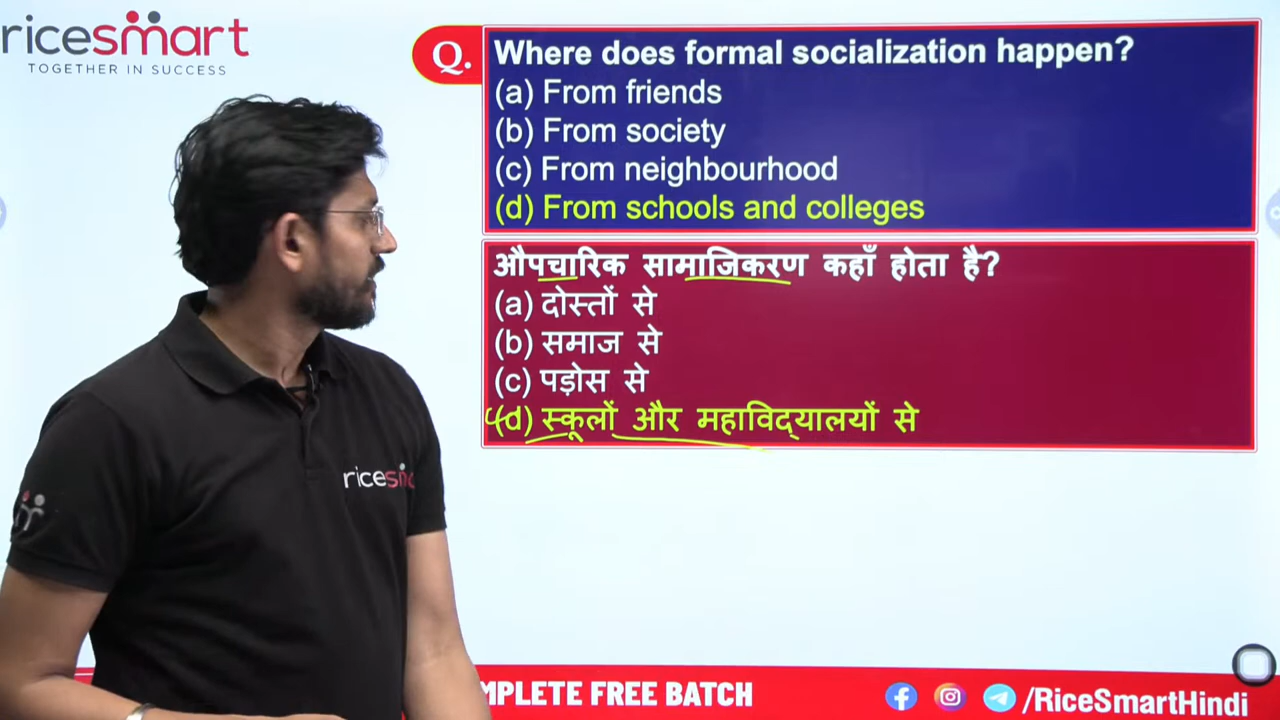 ricesmart
TOGETHER IN SUCCESS
Q.
Where does formal socialization happen?
(a) From friends
(b) From society
(c) From neighbourhood
(d) From schools and colleges
औपचारिक सामाजिकरण कहाँ होता है?
(a) दोस्तों से
(b) समाज से
(c) पड़ोस से
(d) स्कूलों और महाविद्यालयों से
rices
MPLETE FREE BATCH
/RiceSmartHindi